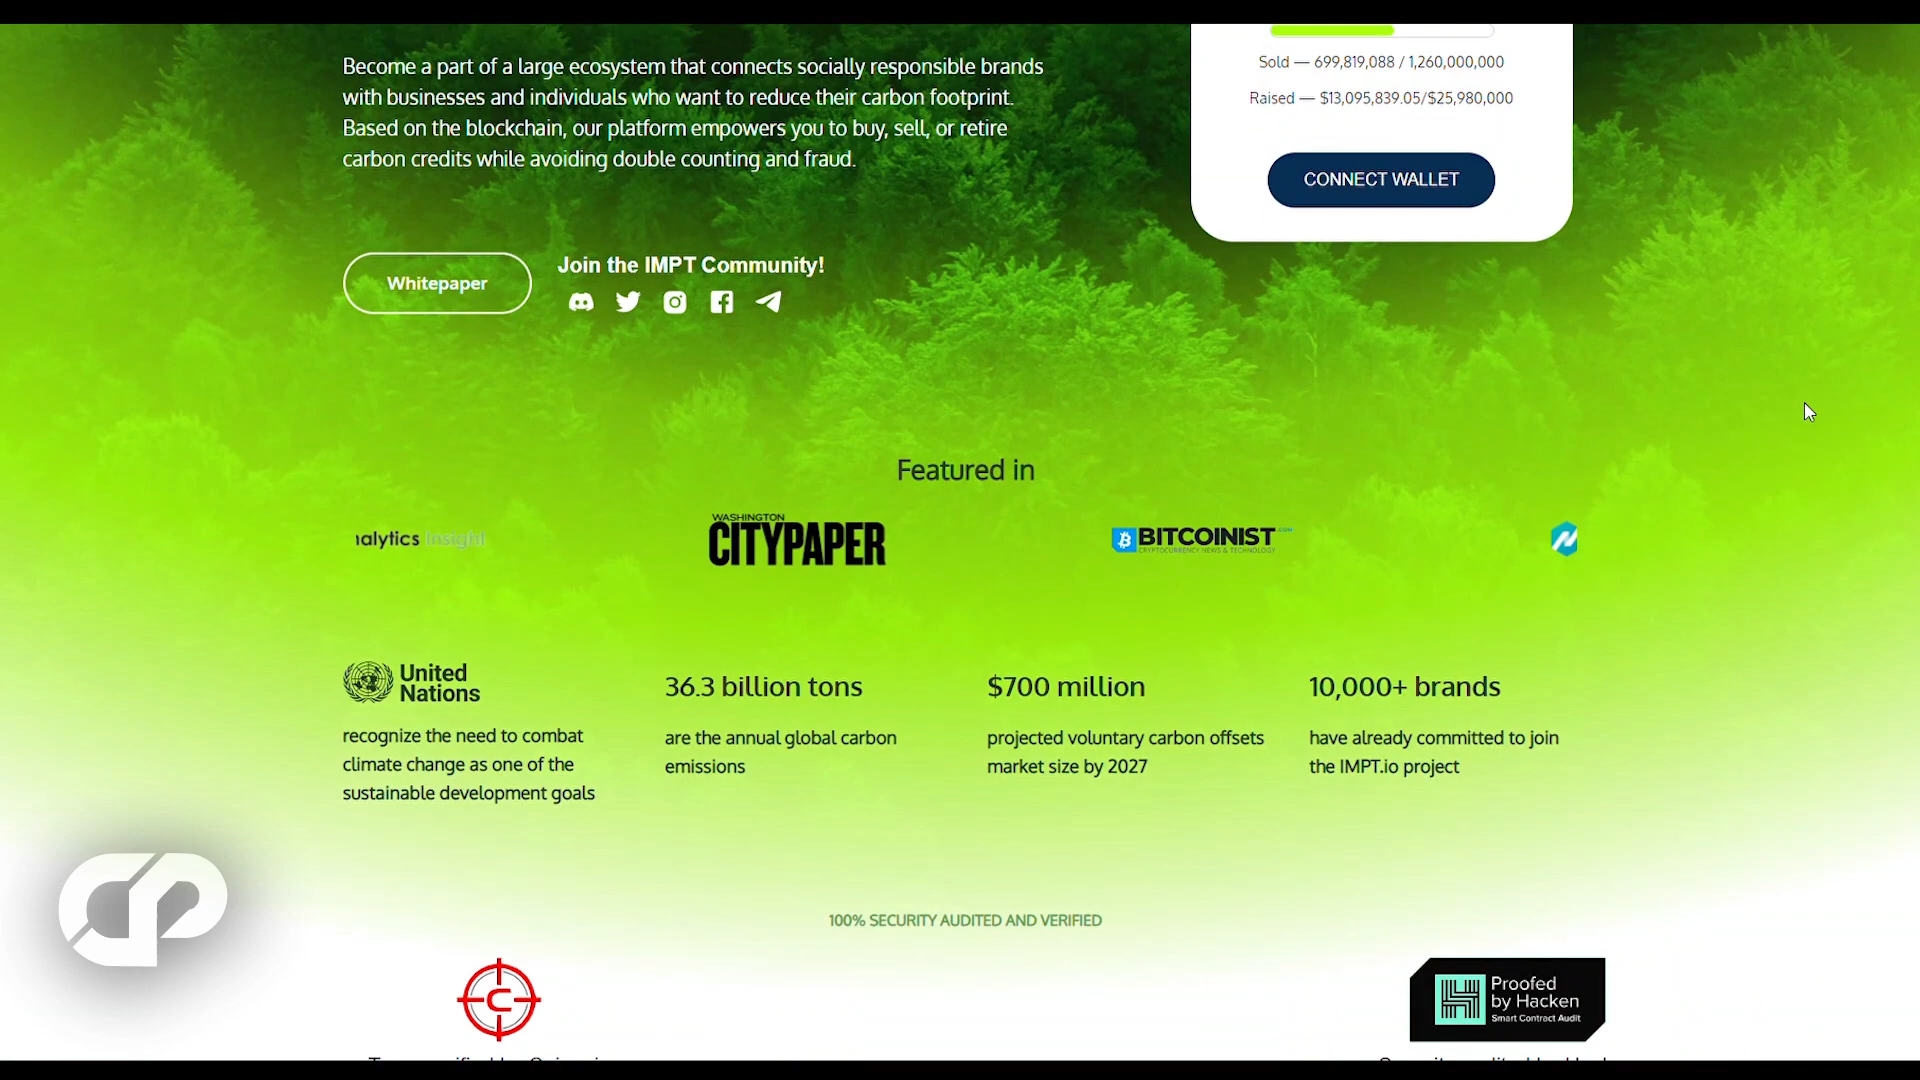 Become a part of a large ecosystem that connects socially responsible brands
with businesses and individuals who want to reduce their carbon footprint.
Based on the blockchain, our platform empowers you to buy, sell, or retire
carbon credits while avoiding double counting and fraud.
Sold — 699,819,088 / 1,260,000,000
Raised — $13,095,839.05/$25,980,000
CONNECT WALLET
Whitepaper
Join the IMPT Community!
Featured in
nalytics Insight
WASHINGTON
CITYPAPER
BITCOINIST.COM
CRYPTOCURRENCY NEWS & TECHNOLOGY
United
Nations
recognize the need to combat
climate change as one of the
sustainable development goals
36.3 billion tons
are the annual global carbon
emissions
$700 million
projected voluntary carbon offsets
market size by 2027
10,000+ brands
have already committed to join
the IMPT.io project
100% SECURITY AUDITED AND VERIFIED
Proofed
by Hacken
Smart Contract Audit